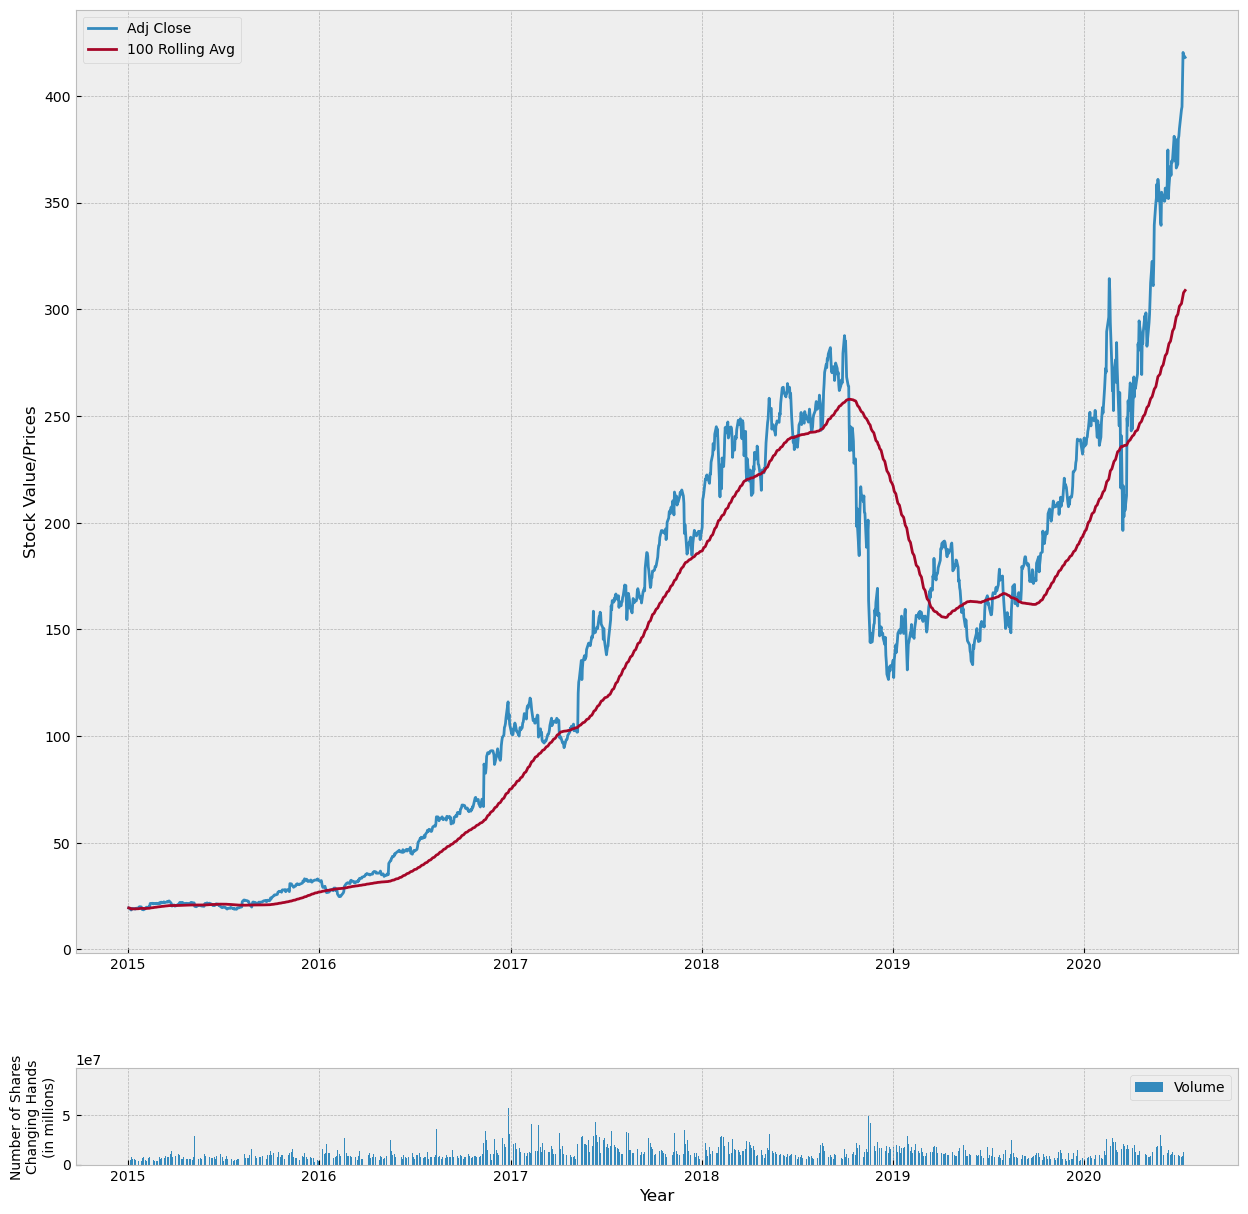 Adj Close
100 Rolling Avg
400
350
300
250
200
150
100
50
0
Stock Value/Prices
2015 2016 2017 2018 2019 2020
1e7
Volume
5
0
Number of Shares
Changing Hands
(in millions)
2015 2016 2017 2018 2019 2020
Year